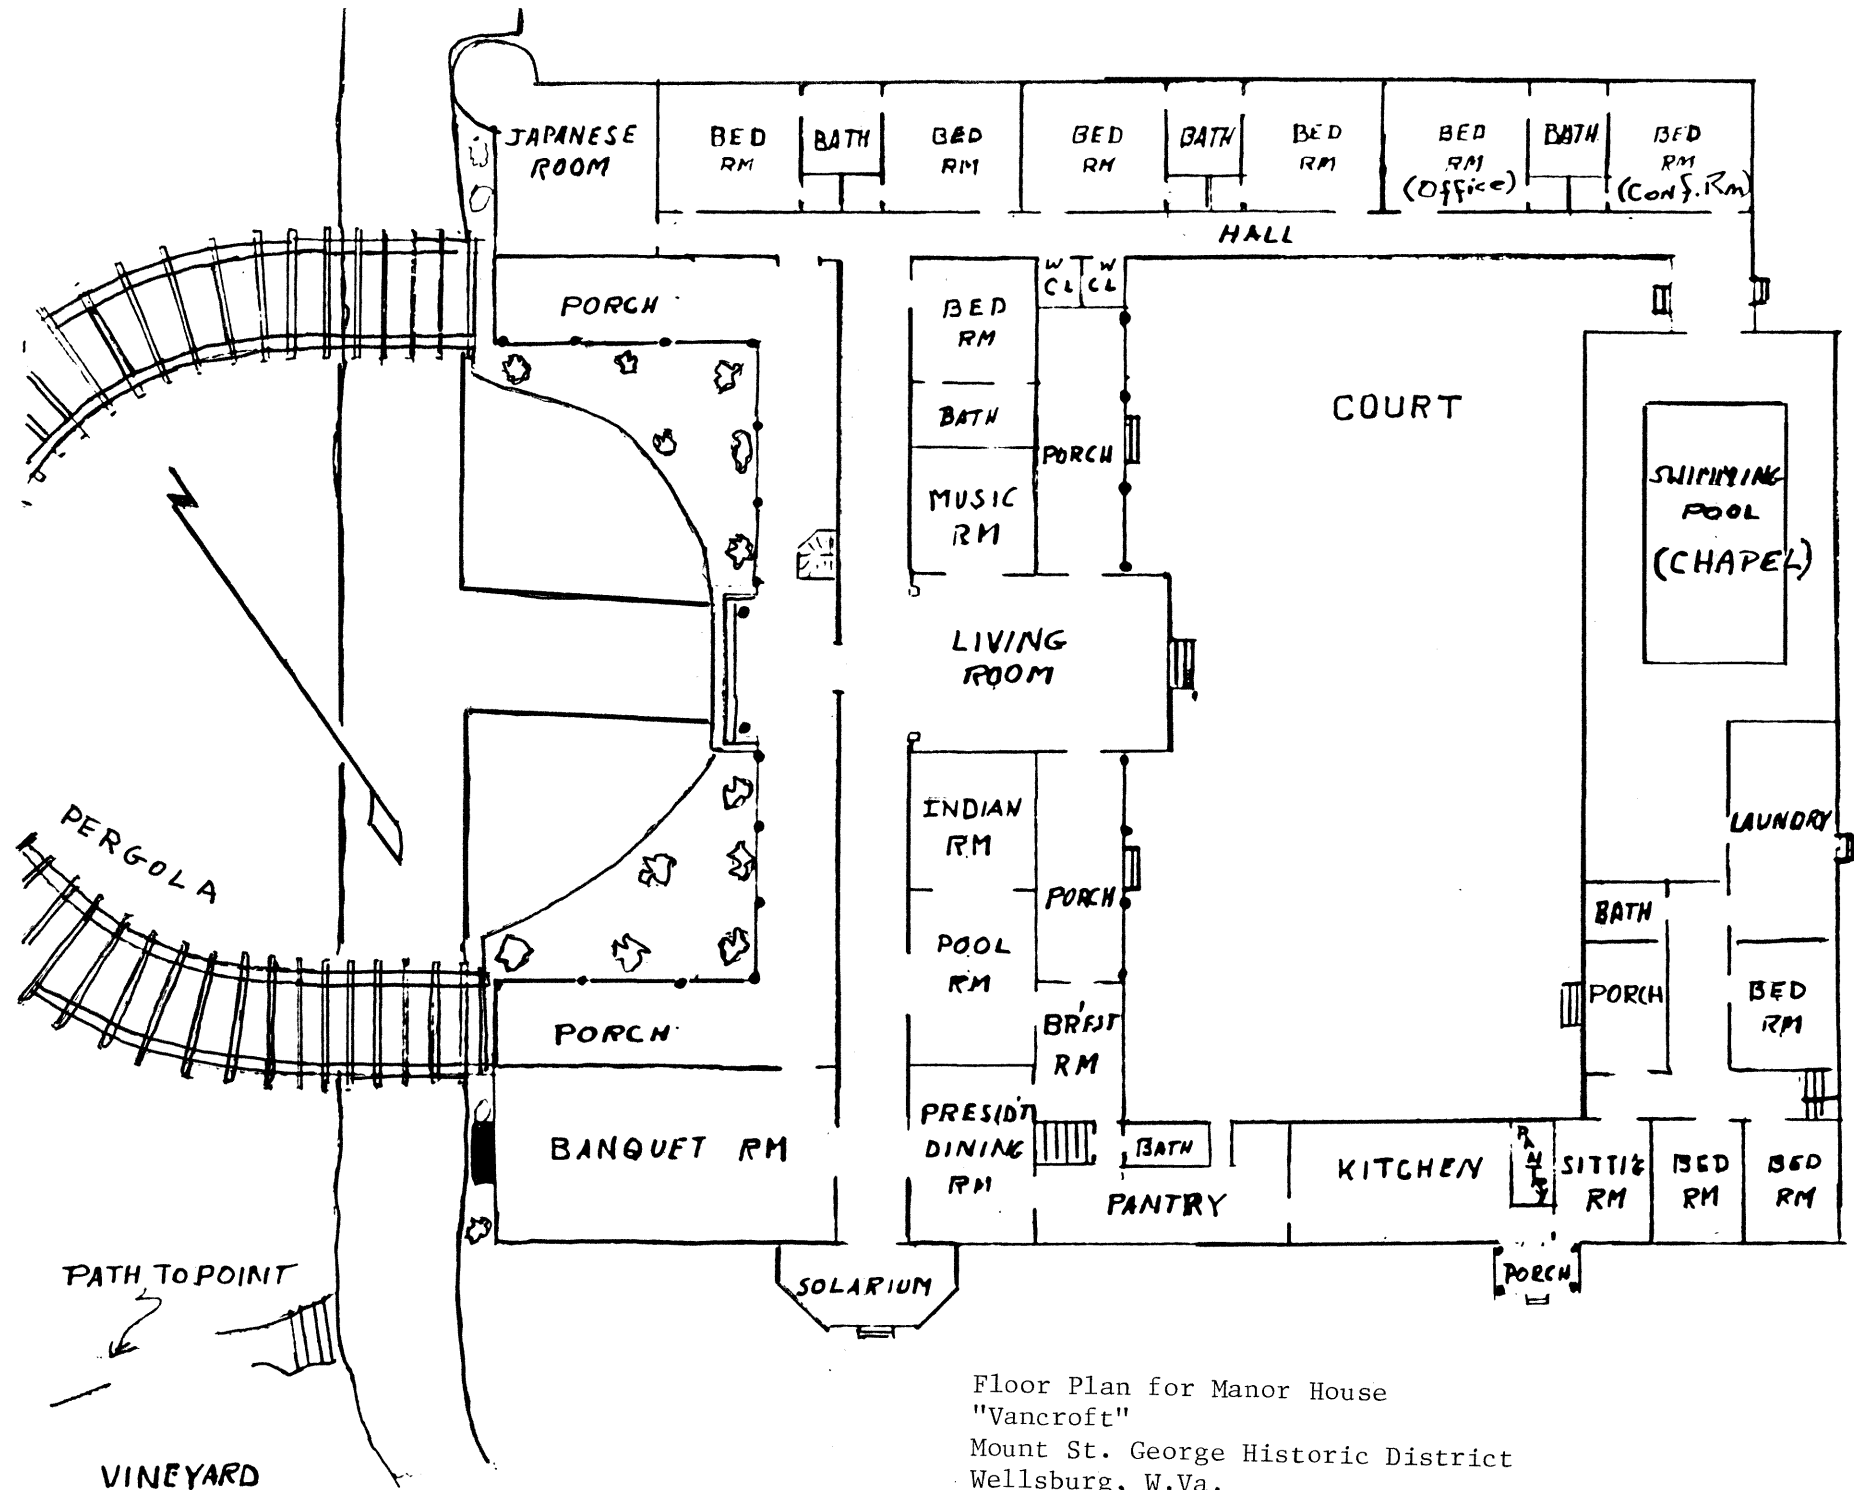 JAPANESE
ROOM
BED
RM
BATH
BED
RM
BED
RM
BATH
BED
RM
BED
RM
(Office)
BATH
BED
RM
(Conf. Rm)
HALL
PORCH
BED
RM
W
CL
W
CL
BATH
MUSIC
RM
PORCH
COURT
SWIMMING
POOL
(CHAPEL)
LIVING
ROOM
INDIAN
RM
PORCH
POOL
RM
BR'FST
RM
LAUNDRY
BATH
PORCH
BED
RM
PERGOLA
PORCH
BANQUET RM
PRESID'T
DINING
RM
BATH
PANTRY
KITCHEN
PANTRY
SITTI'G
RM
BED
RM
BED
RM
PORCH
SOLARIUM
PATH TO POINT
VINEYARD
Floor Plan for Manor House
"Vancroft"
Mount St. George Historic District
Wellsburg, W.Va.